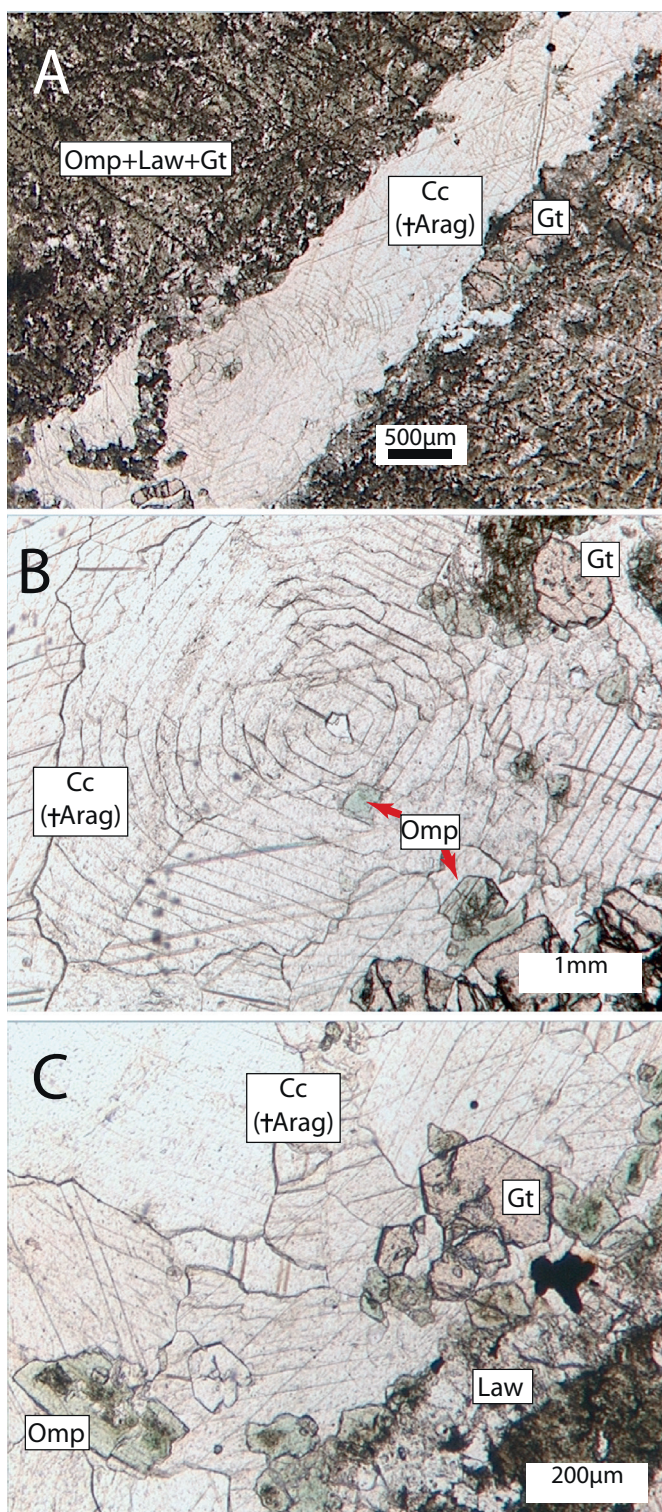 A
Omp+Law+Gt
Cc
(†Arag)
Gt
500µm
B
Gt
Cc
(†Arag)
Omp
1mm
C
Cc
(†Arag)
Gt
Law
Omp
200µm